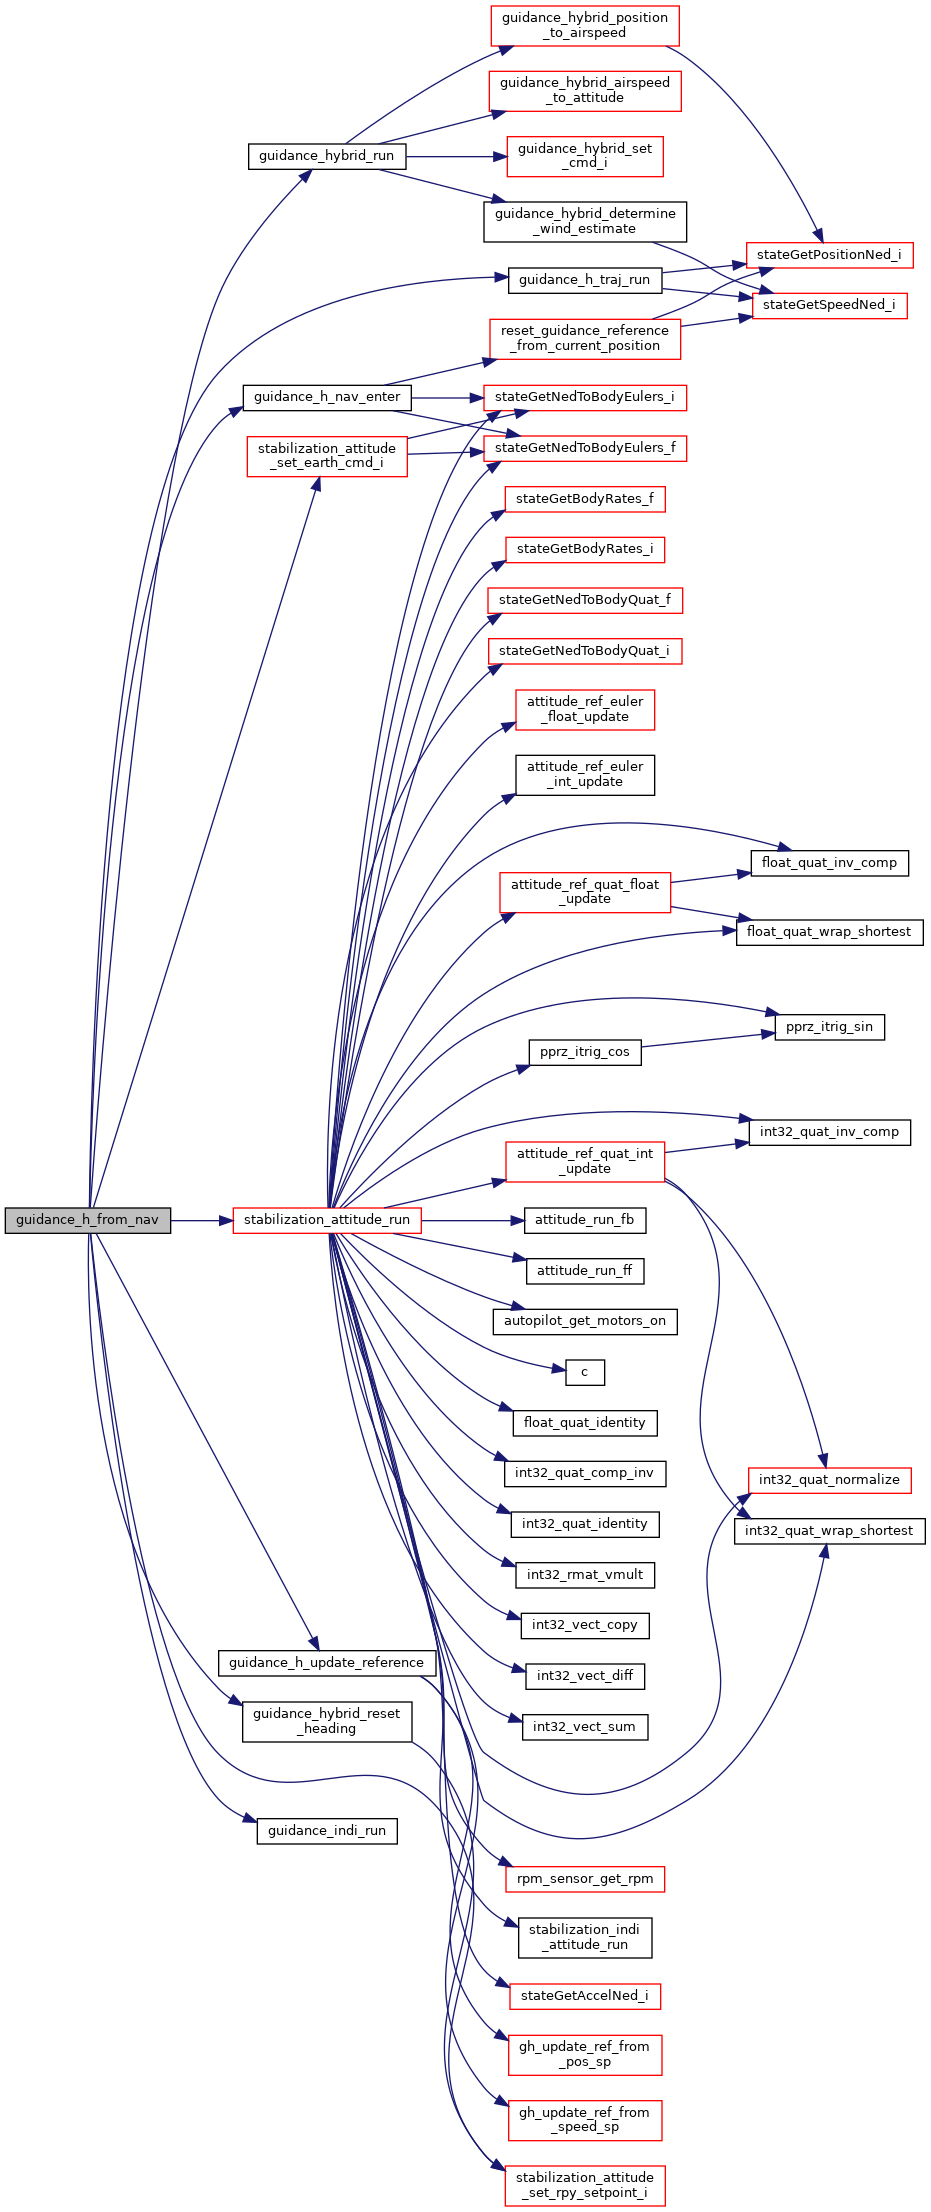 guidance_hybrid_position
_to_airspeed
guidance_hybrid_airspeed
_to_attitude
guidance_hybrid_run
guidance_hybrid_set
_cmd_i
guidance_hybrid_determine
_wind_estimate
stateGetPositionNed_i
guidance_h_traj_run
stateGetSpeedNed_i
reset_guidance_reference
_from_current_position
guidance_h_nav_enter
stateGetNedToBodyEulers_i
stabilization_attitude
_set_earth_cmd_i
stateGetNedToBodyEulers_f
stateGetBodyRates_f
stateGetBodyRates_i
stateGetNedToBodyQuat_f
stateGetNedToBodyQuat_i
attitude_ref_euler
_float_update
attitude_ref_euler
_int_update
float_quat_inv_comp
attitude_ref_quat_float
_update
float_quat_wrap_shortest
pprz_itrig_sin
pprz_itrig_cos
int32_quat_inv_comp
attitude_ref_quat_int
_update
guidance_h_from_nav
stabilization_attitude_run
attitude_run_fb
attitude_run_ff
autopilot_get_motors_on
c
float_quat_identity
int32_quat_comp_inv
int32_quat_normalize
int32_quat_identity
int32_quat_wrap_shortest
int32_rmat_vmult
int32_vect_copy
guidance_h_update_reference
int32_vect_diff
guidance_hybrid_reset
_heading
int32_vect_sum
guidance_indi_run
rpm_sensor_get_rpm
stabilization_indi
_attitude_run
stateGetAccelNed_i
gh_update_ref_from
_pos_sp
gh_update_ref_from
_speed_sp
stabilization_attitude
_set_rpy_setpoint_i